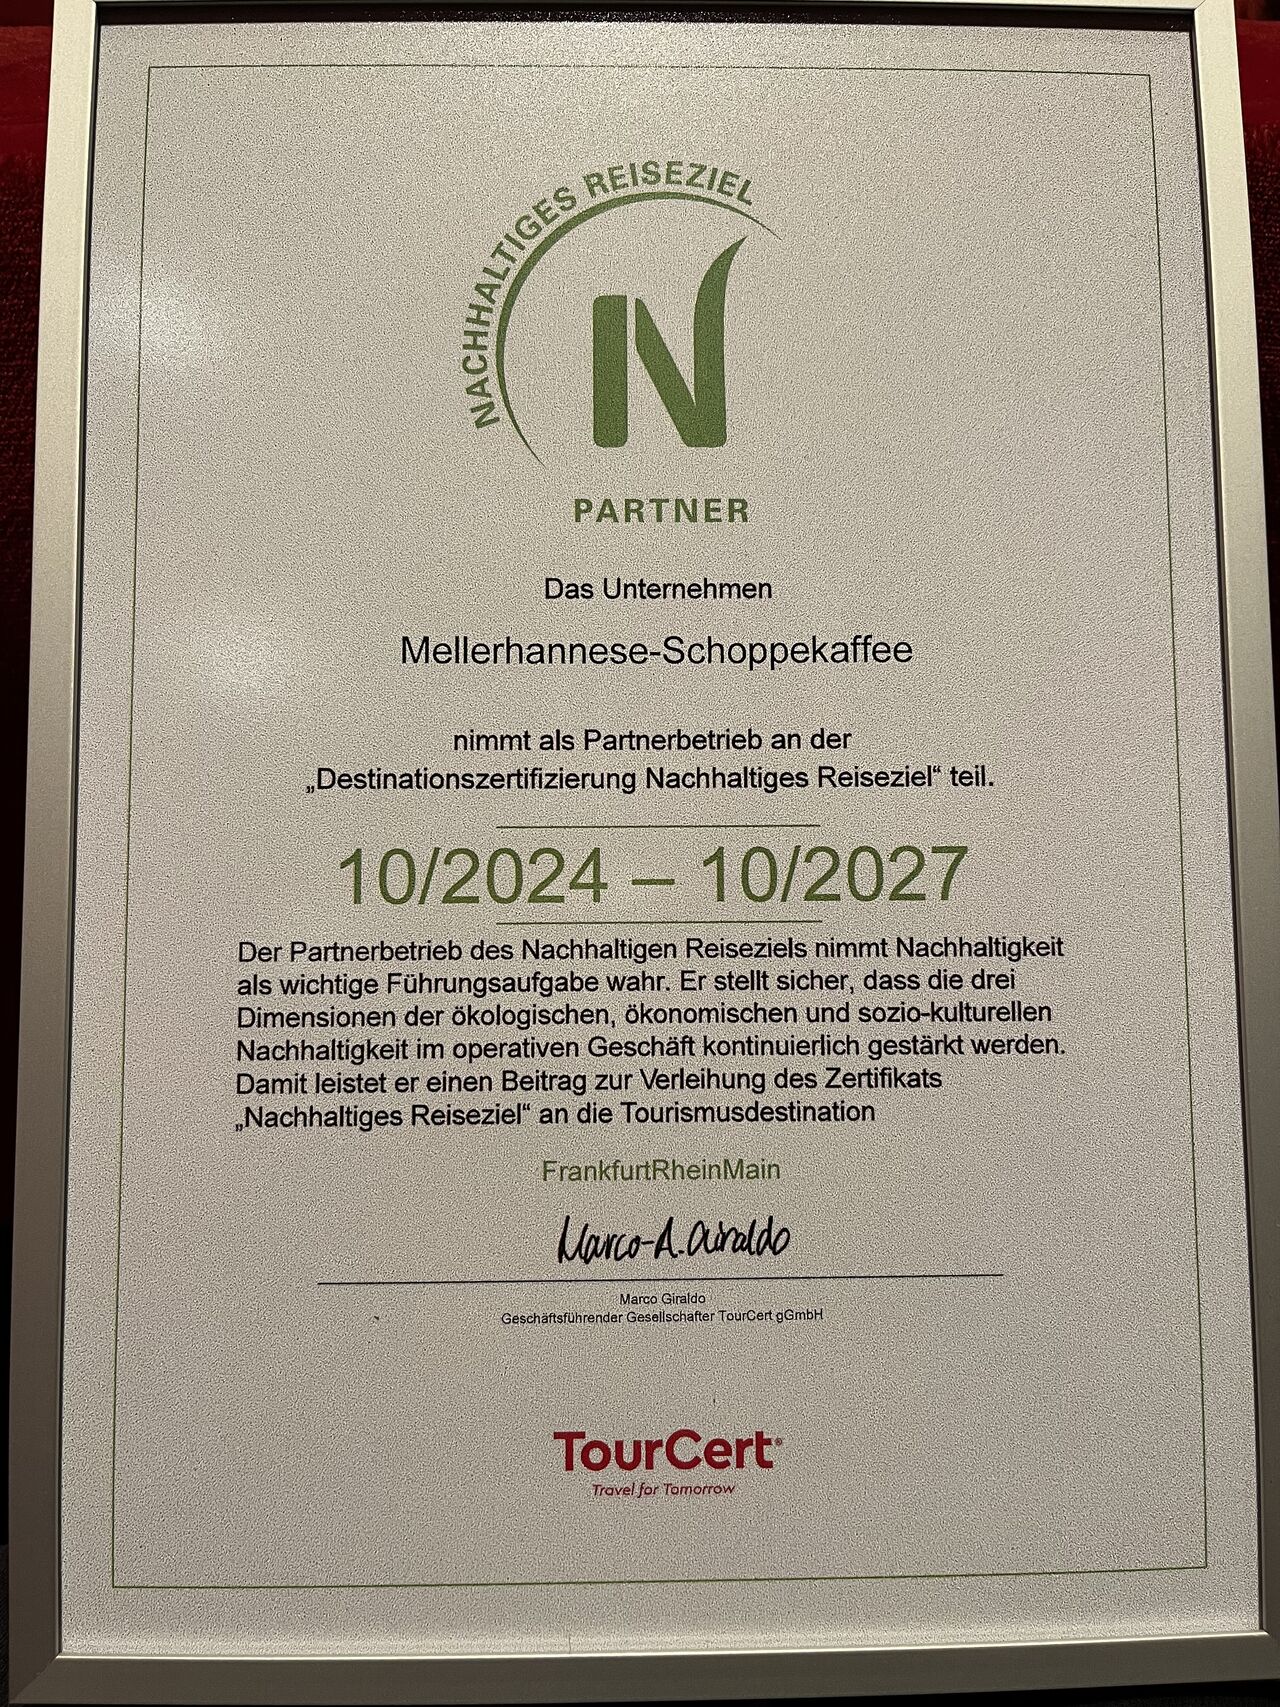 NACHHALTIGES REISEZIEL
N
PARTNER
Das Unternehmen
Mellerhannese-Schoppekaffee
nimmt als Partnerbetrieb an der
„Destinationszertifizierung Nachhaltiges Reiseziel“ teil.
10/2024 – 10/2027
Der Partnerbetrieb des Nachhaltigen Reiseziels nimmt Nachhaltigkeit
als wichtige Führungsaufgabe wahr. Er stellt sicher, dass die drei
Dimensionen der ökologischen, ökonomischen und sozio-kulturellen
Nachhaltigkeit im operativen Geschäft kontinuierlich gestärkt werden.
Damit leistet er einen Beitrag zur Verleihung des Zertifikats
„Nachhaltiges Reiseziel“ an die Tourismusdestination
FrankfurtRheinMain
Marco-A. Giraldo
Marco Giraldo
Geschäftsführender Gesellschafter TourCert gGmbH
TourCert®
Travel for Tomorrow